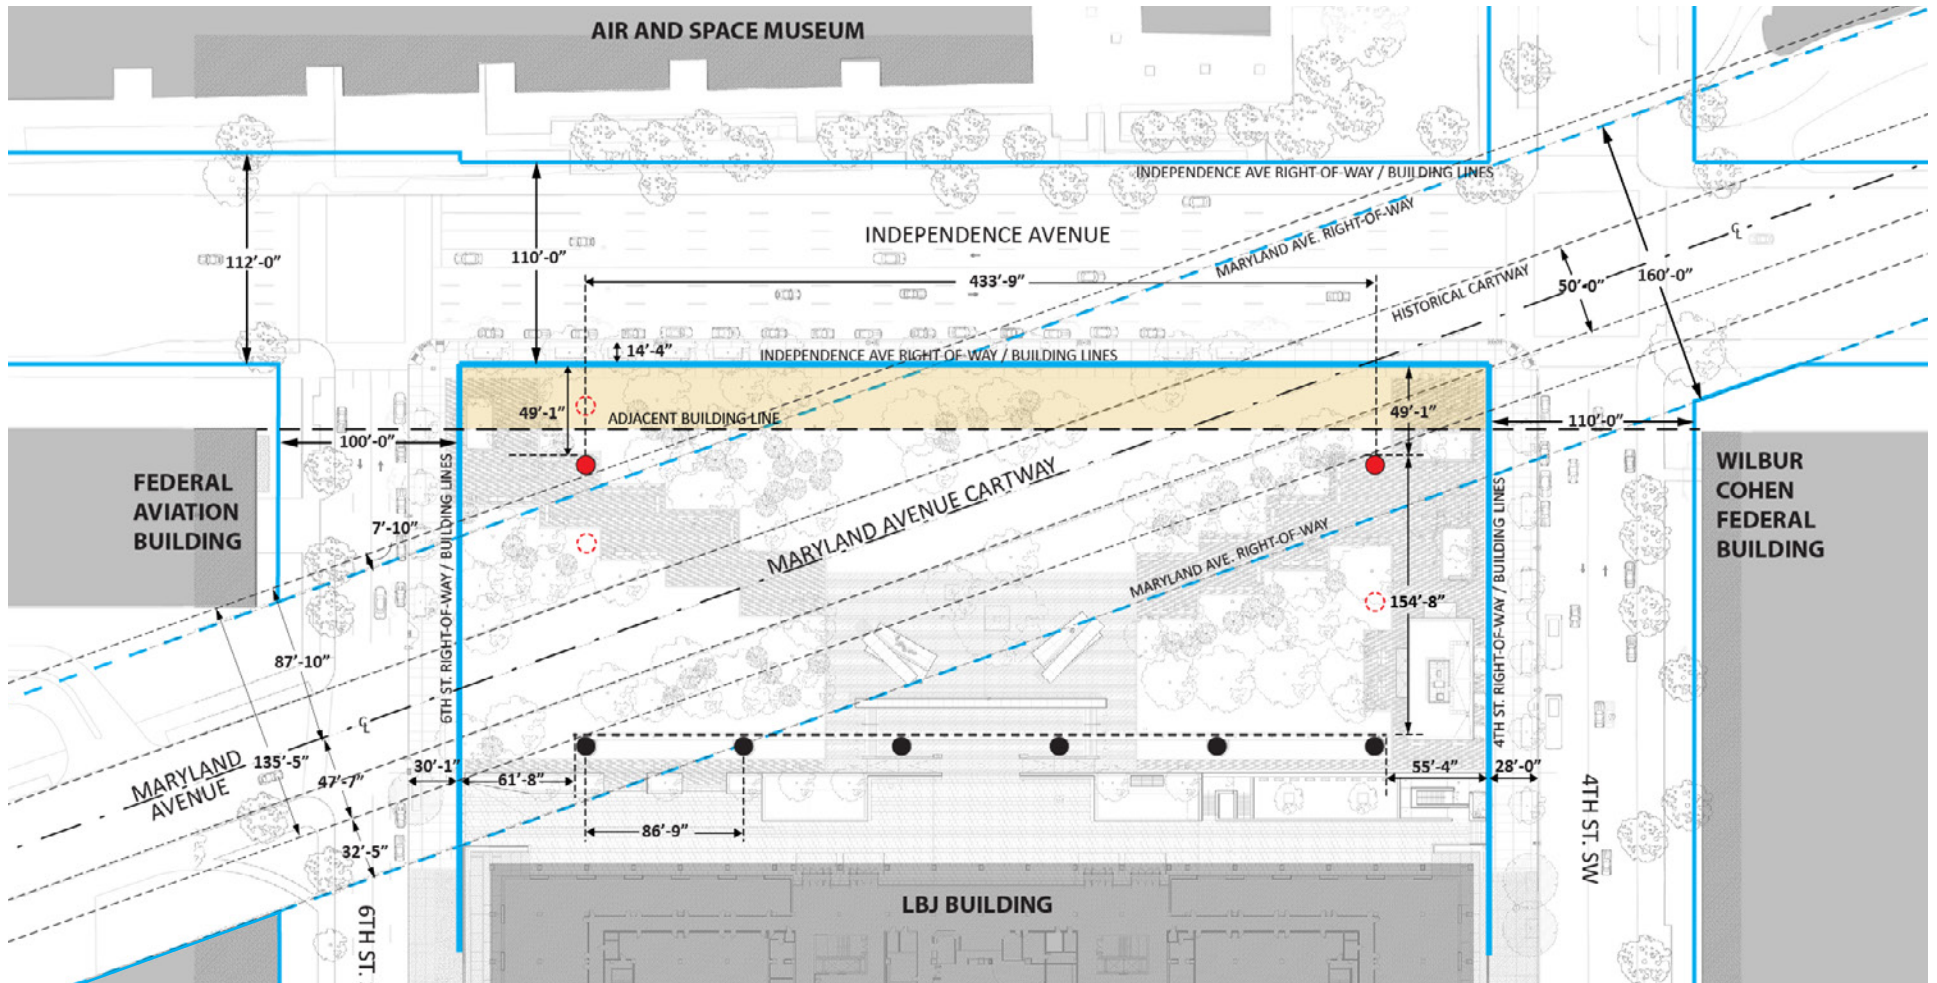 AIR AND SPACE MUSEUM
INDEPENDENCE AVE RIGHT-OF-WAY / BUILDING LINES
MARYLAND AVE. RIGHT-OF-WAY
INDEPENDENCE AVENUE
℄
112'-0"
110'-0"
433'-9"
HISTORICAL CARTWAY
50'-0"
160'-0"
14'-4"
INDEPENDENCE AVE RIGHT-OF-WAY / BUILDING LINES
49'-1"
ADJACENT BUILDING LINE
49'-1"
100'-0"
110'-0"
FEDERAL
AVIATION
BUILDING
6TH ST. RIGHT-OF-WAY / BUILDING LINES
MARYLAND AVENUE CARTWAY
4TH ST. RIGHT-OF-WAY / BUILDING LINES
WILBUR
COHEN
FEDERAL
BUILDING
7'-10"
MARYLAND AVE. RIGHT-OF-WAY
154'-8"
87'-10"
℄
MARYLAND
AVENUE
135'-5"
47'-7"
30'-1"
61'-8"
55'-4"
28'-0"
86'-9"
32'-5"
4TH ST. SW
6TH ST.
LBJ BUILDING